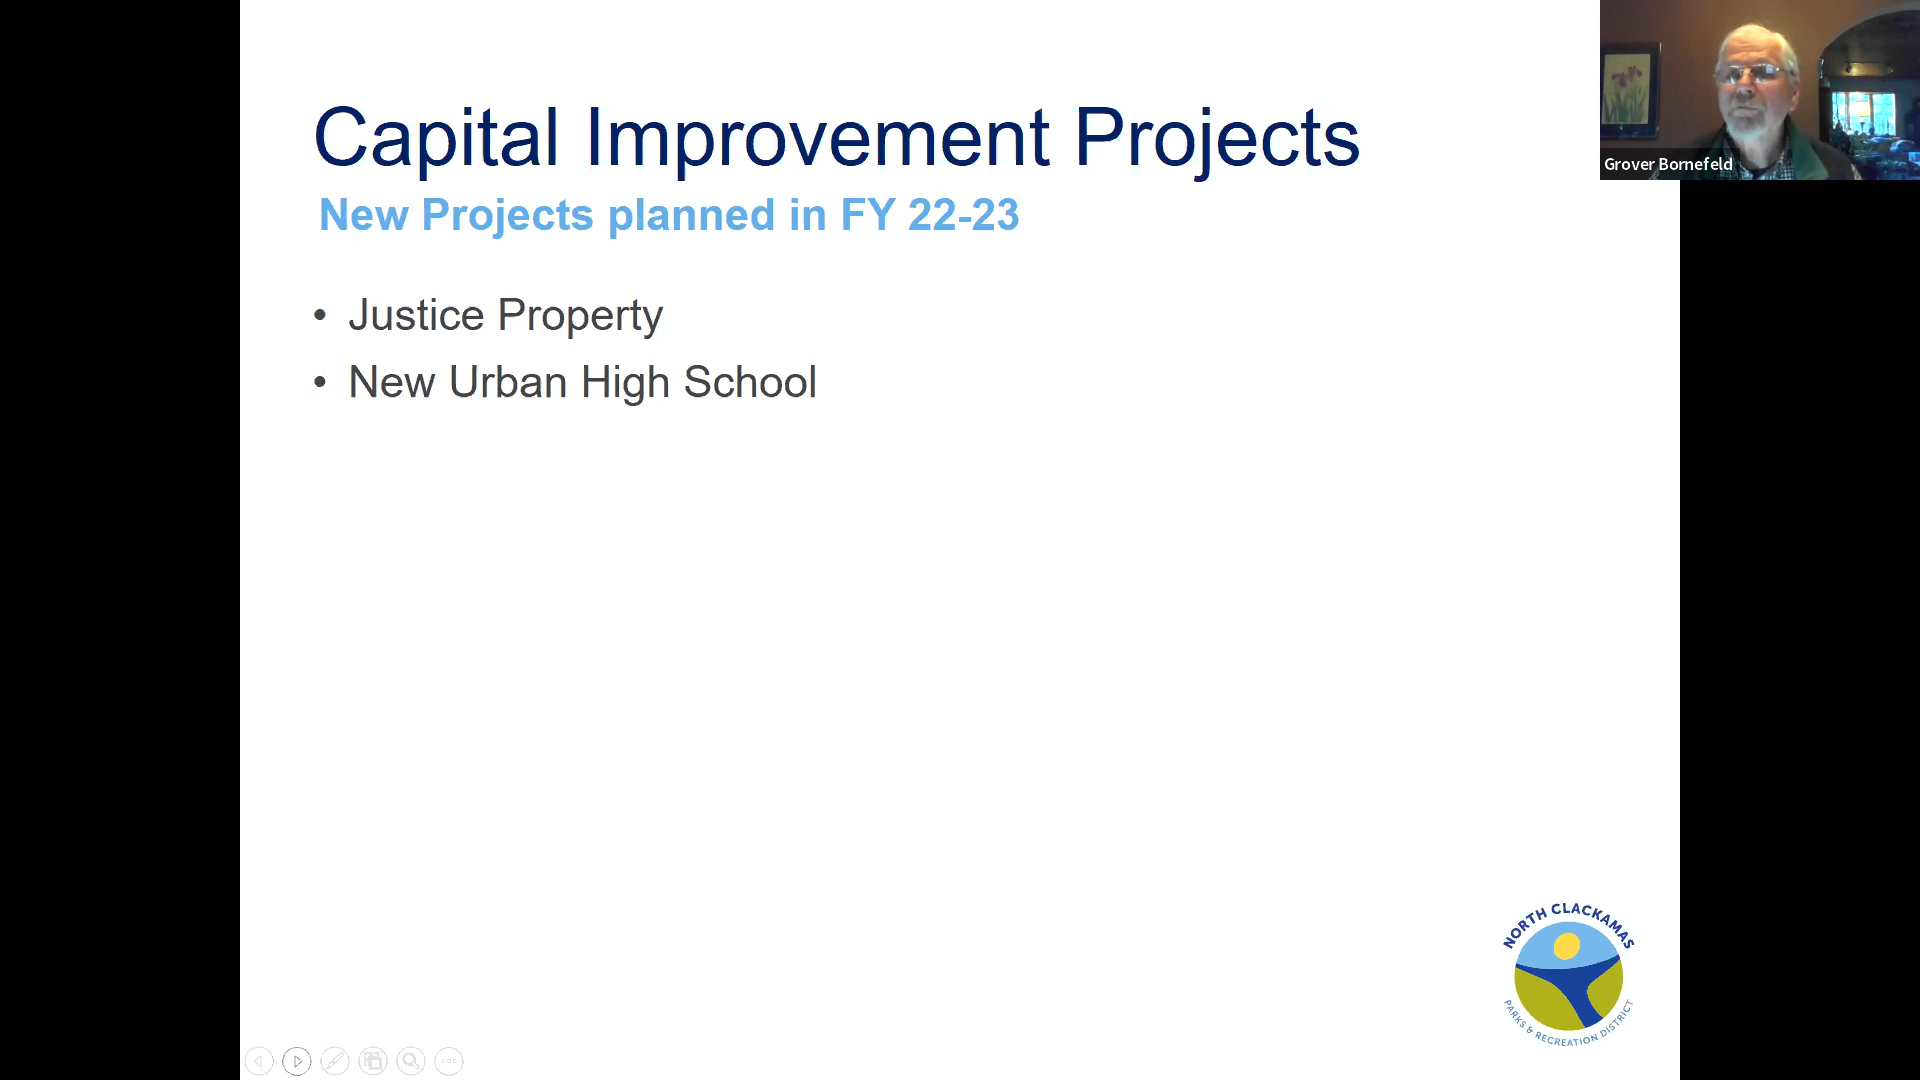 Capital Improvement Projects
New Projects planned in FY 22-23
• Justice Property
• New Urban High School
Grover Bornefeld
NORTH CLACKAMAS
PARKS & RECREATION DISTRICT